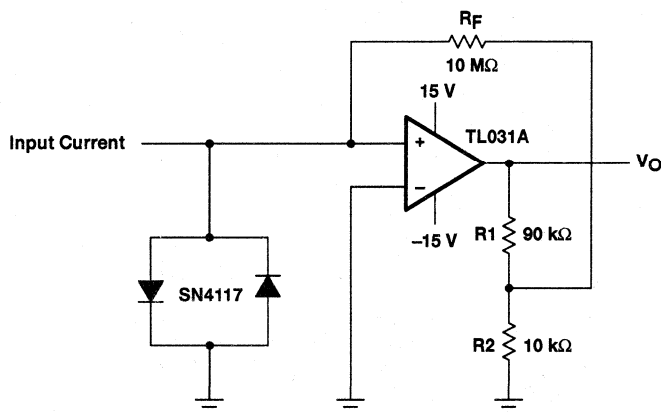 R_F
10 MΩ
15 V
Input Current
+
TL031A
−
V_O
−15 V
R1 90 kΩ
SN4117
R2 10 kΩ